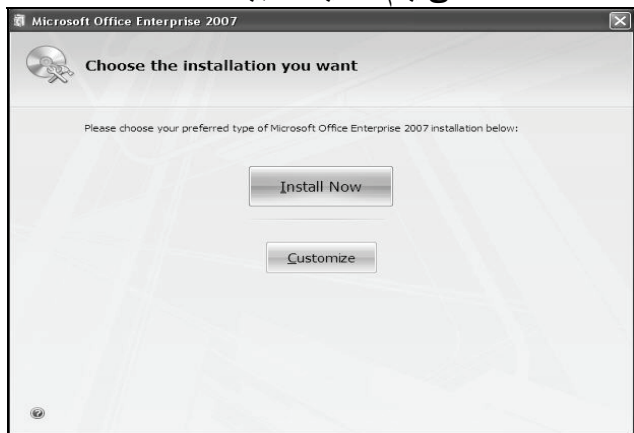 Microsoft Office Enterprise 2007
Choose the installation you want
Please choose your preferred type of Microsoft Office Enterprise 2007 installation below:
Install Now
Customize